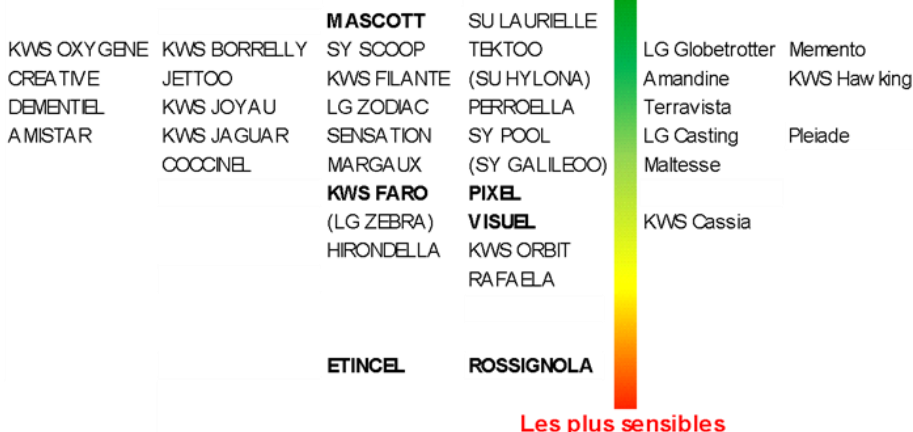 MASCOTT SU LAURIELLE
KWS OXYGENE KWS BORRELLY SY SCOOP TEKTOO LG Globetrotter Memento
CREATIVE JETTOO KWS FILANTE (SU HYLONA) Amandine KWS Hawking
DEMENTIEL KWS JOYAU LG ZODIAC PERROELLA Terravista
AMISTAR KWS JAGUAR SENSATION SY POOL LG Casting Pleiade
COCCINEL MARGAUX (SY GALILEOO) Maltesse
KWS FARO PIXEL
(LG ZEBRA) VISUEL KWS Cassia
HIRONDELLA KWS ORBIT
RAFAELA
ETINCEL ROSSIGNOLA
Les plus sensibles